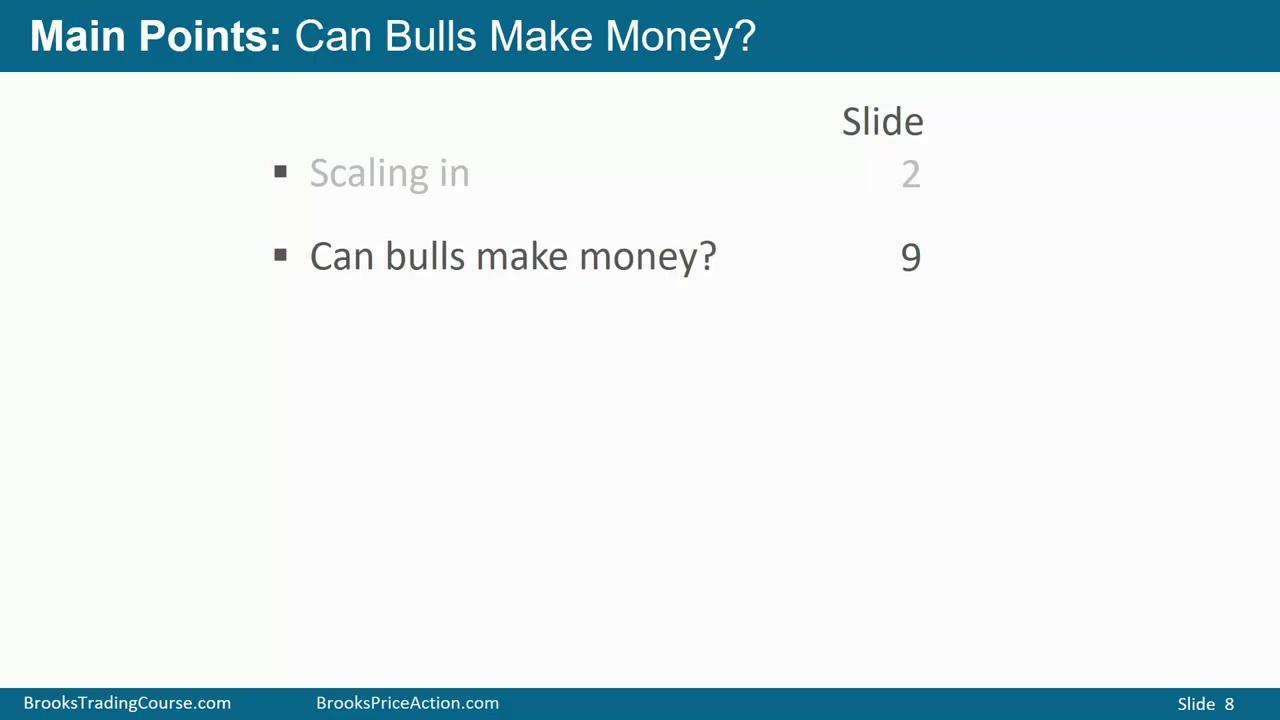 Main Points: Can Bulls Make Money?
Slide
▪ Scaling in 2
▪ Can bulls make money? 9
BrooksTradingCourse.com BrooksPriceAction.com Slide 8